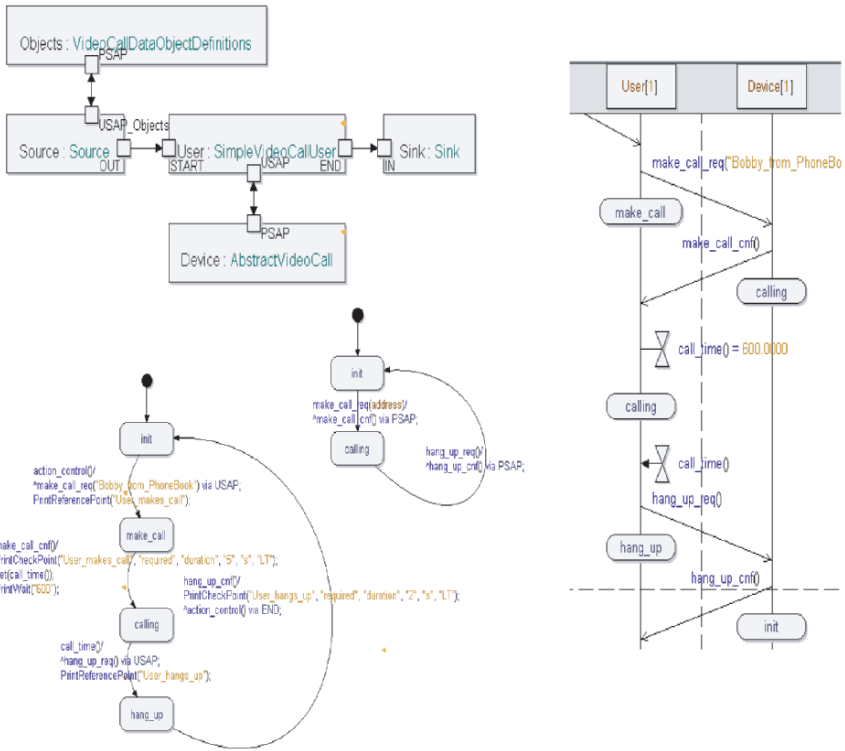 Objects : VideoCallDataObjectDefinitions
PSAP
USAP_Objects
Source : Source
OUT
User : SimpleVideoCallUser
START
USAP
END
IN
Sink : Sink
PSAP
Device : AbstractVideoCall
init
make_call_req(address)/
^make_call_cnf() via PSAP;
calling
hang_up_req()/
^hang_up_cnf() via PSAP;
init
action_control()/
^make_call_req("Bobby_from_PhoneBook") via USAP;
PrintReferencePoint("User_makes_call");
make_call
make_call_cnf()/
PrintCheckPoint("User_makes_call", "required", "duration", "5", "s", "LT");
set(call_time());
PrintWait("600");
hang_up_cnf()/
PrintCheckPoint("User_hangs_up", "required", "duration", "2", "s", "LT");
^action_control() via END;
calling
call_time()/
^hang_up_req() via USAP;
PrintReferencePoint("User_hangs_up");
hang_up
User[1]
Device[1]
make_call_req("Bobby_from_PhoneBo
make_call
make_call_cnf()
calling
call_time() = 600.0000
calling
call_time()
hang_up_req()
hang_up
hang_up_cnf()
init